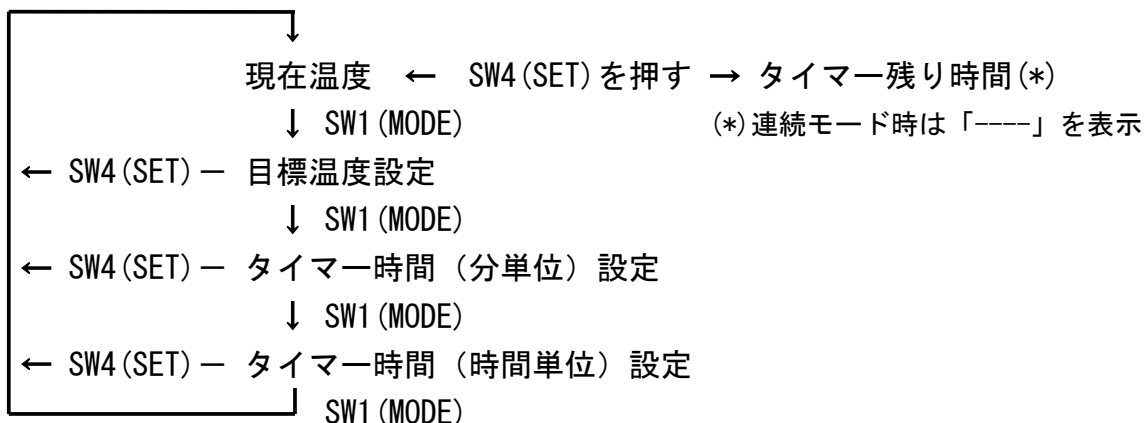 現在温度 ← SW4(SET)を押す → タイマー残り時間(*)
↓ SW1(MODE) (*)連続モード時は「----」を表示
← SW4(SET)－ 目標温度設定
↓ SW1(MODE)
← SW4(SET)－ タイマー時間（分単位）設定
↓ SW1(MODE)
← SW4(SET)－ タイマー時間（時間単位）設定
SW1(MODE)